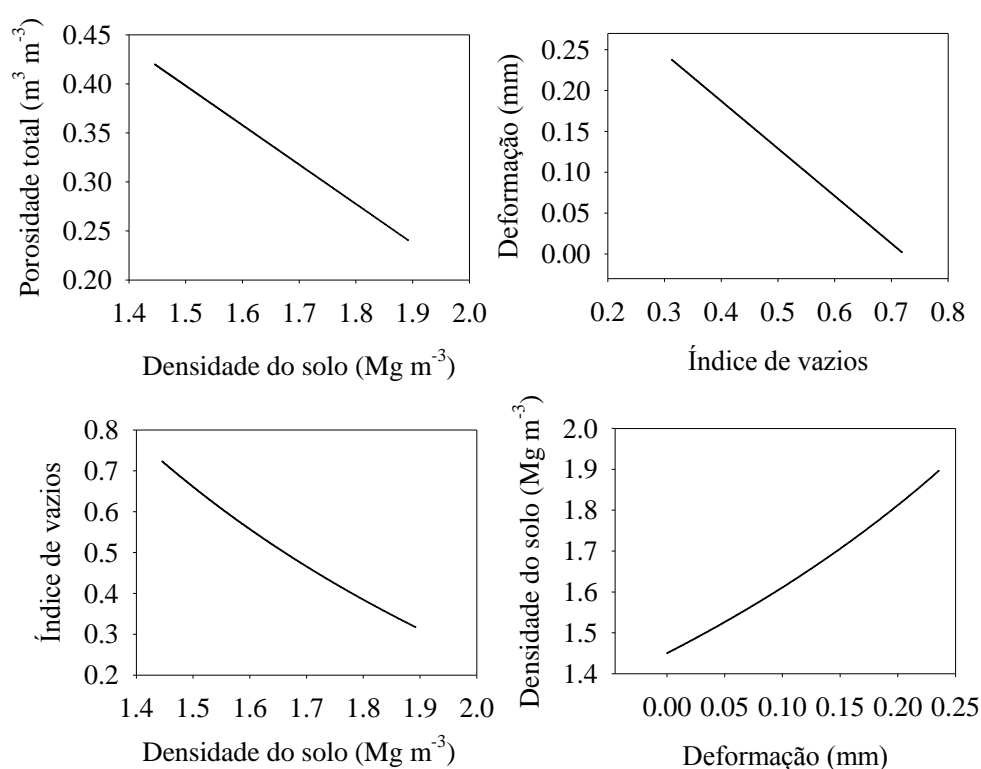 Porosidade total (m³ m⁻³)
0.45
0.40
0.35
0.30
0.25
0.20
1.4 1.5 1.6 1.7 1.8 1.9 2.0
Densidade do solo (Mg m⁻³)
Deformação (mm)
0.25
0.20
0.15
0.10
0.05
0.00
0.2 0.3 0.4 0.5 0.6 0.7 0.8
Índice de vazios
Índice de vazios
0.8
0.7
0.6
0.5
0.4
0.3
0.2
1.4 1.5 1.6 1.7 1.8 1.9 2.0
Densidade do solo (Mg m⁻³)
Densidade do solo (Mg m⁻³)
2.0
1.9
1.8
1.7
1.6
1.5
1.4
0.00 0.05 0.10 0.15 0.20 0.25
Deformação (mm)